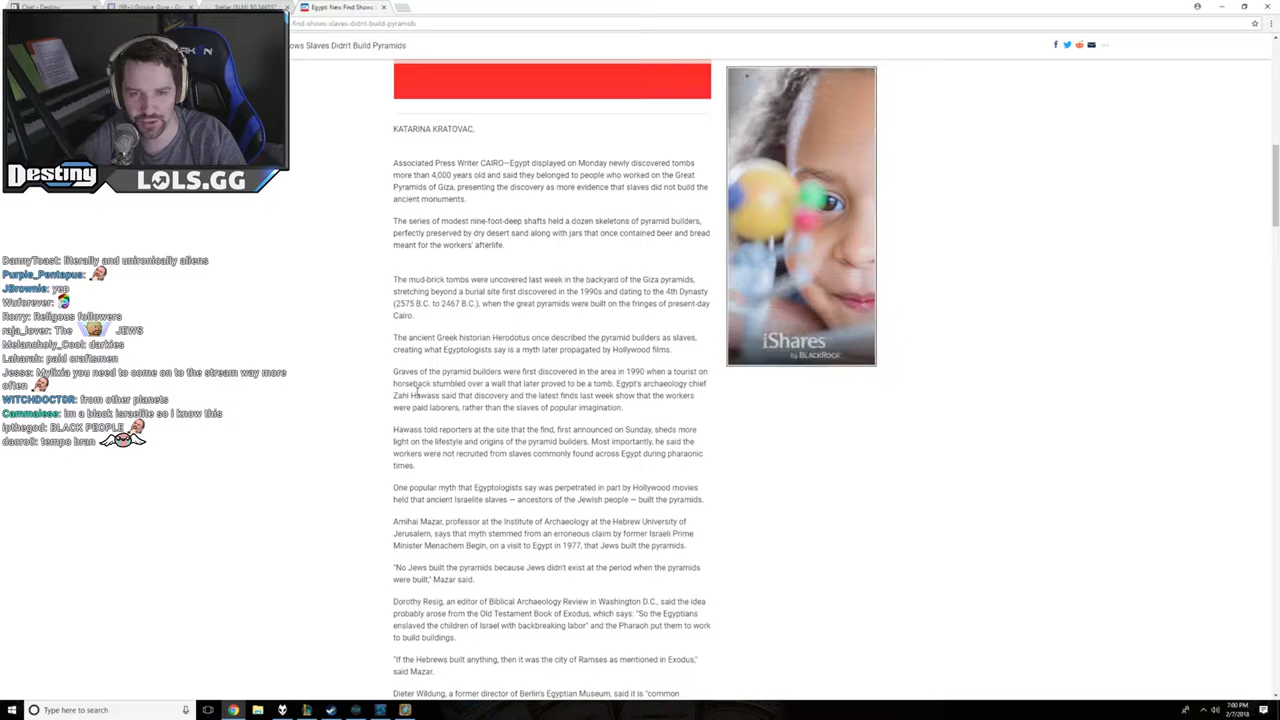 Chat - Destiny
Egypt: New Find Shows
find-shows-slaves-didnt-build-pyramids
ows Slaves Didn't Build Pyramids
Destiny
LOLS.GG
KATARINA KRATOVAC,
Associated Press Writer CAIRO—Egypt displayed on Monday newly discovered tombs
more than 4,000 years old and said they belonged to people who worked on the Great
Pyramids of Giza, presenting the discovery as more evidence that slaves did not build the
ancient monuments.
The series of modest nine-foot-deep shafts held a dozen skeletons of pyramid builders,
perfectly preserved by dry desert sand along with jars that once contained beer and bread
meant for the workers' afterlife.
The mud-brick tombs were uncovered last week in the backyard of the Giza pyramids,
stretching beyond a burial site first discovered in the 1990s and dating to the 4th Dynasty
(2575 B.C. to 2467 B.C.), when the great pyramids were built on the fringes of present-day
Cairo.
The ancient Greek historian Herodotus once described the pyramid builders as slaves,
creating what Egyptologists say is a myth later propagated by Hollywood films.
Graves of the pyramid builders were first discovered in the area in 1990 when a tourist on
horseback stumbled over a wall that later proved to be a tomb. Egypt's archaeology chief
Zahi Hawass said that discovery and the latest finds last week show that the workers
were paid laborers, rather than the slaves of popular imagination.
Hawass told reporters at the site that the find, first announced on Sunday, sheds more
light on the lifestyle and origins of the pyramid builders. Most importantly, he said the
workers were not recruited from slaves commonly found across Egypt during pharaonic
times.
One popular myth that Egyptologists say was perpetrated in part by Hollywood movies
held that ancient Israelite slaves — ancestors of the Jewish people — built the pyramids.
Amihai Mazar, professor at the Institute of Archaeology at the Hebrew University of
Jerusalem, says that myth stemmed from an erroneous claim by former Israeli Prime
Minister Menachem Begin, on a visit to Egypt in 1977, that Jews built the pyramids.
"No Jews built the pyramids because Jews didn't exist at the period when the pyramids
were built," Mazar said.
Dorothy Resig, an editor of Biblical Archaeology Review in Washington D.C., said the idea
probably arose from the Old Testament Book of Exodus, which says: "So the Egyptians
enslaved the children of Israel with backbreaking labor" and the Pharaoh put them to work
to build buildings.
"If the Hebrews built anything, then it was the city of Ramses as mentioned in Exodus,"
said Mazar.
Dieter Wildung, a former director of Berlin's Egyptian Museum, said it is "common
iShares
by BLACKROCK
DannyToast: literally and unironically aliens
Purple_Pentapus:
JBrownie: yep
Wuforever:
Rorry: Religous followers
raja_lover: The JEWS
Melancholy_Cool: darkies
Laharah: paid craftsmen
Jesse: Mylixia you need to come on to the stream way more
often
WITCHDOCT0R: from other planets
Cammalese: im a black israelite so i know this
ipthegod: BLACK PEOPLE
dacro8: tempo bran
Type here to search
7:00 PM
2/7/2018